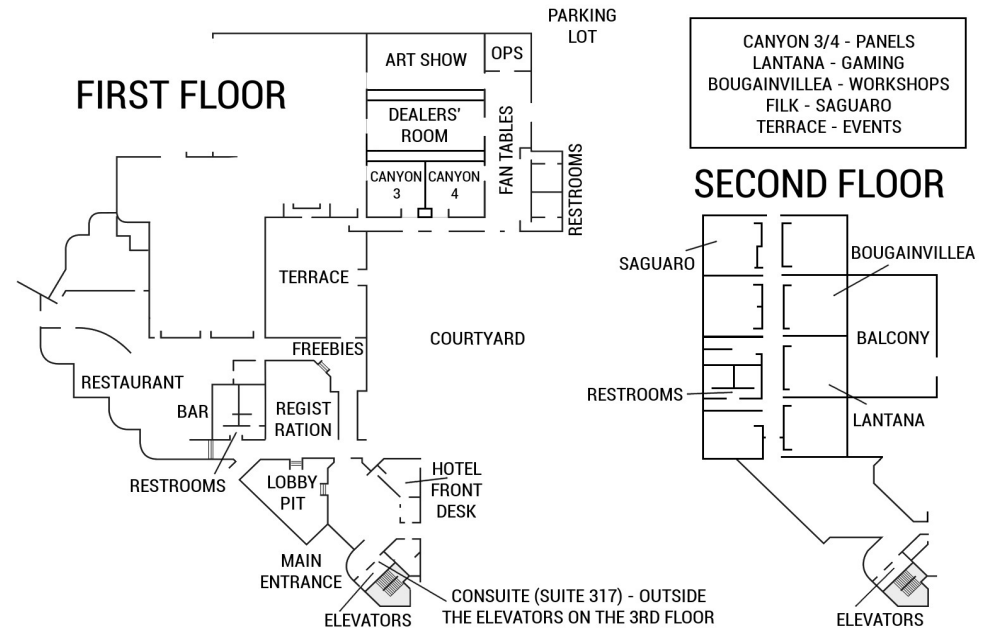 PARKING
LOT
FIRST FLOOR
ART SHOW
OPS
DEALERS'
ROOM
FAN TABLES
CANYON
3
CANYON
4
RESTROOMS
TERRACE
COURTYARD
FREEBIES
RESTAURANT
BAR
REGIST
RATION
RESTROOMS
LOBBY
PIT
HOTEL
FRONT
DESK
MAIN
ENTRANCE
ELEVATORS
CONSUITE (SUITE 317) - OUTSIDE
THE ELEVATORS ON THE 3RD FLOOR
CANYON 3/4 - PANELS
LANTANA - GAMING
BOUGAINVILLEA - WORKSHOPS
FILK - SAGUARO
TERRACE - EVENTS
SECOND FLOOR
SAGUARO
BOUGAINVILLEA
BALCONY
RESTROOMS
LANTANA
ELEVATORS